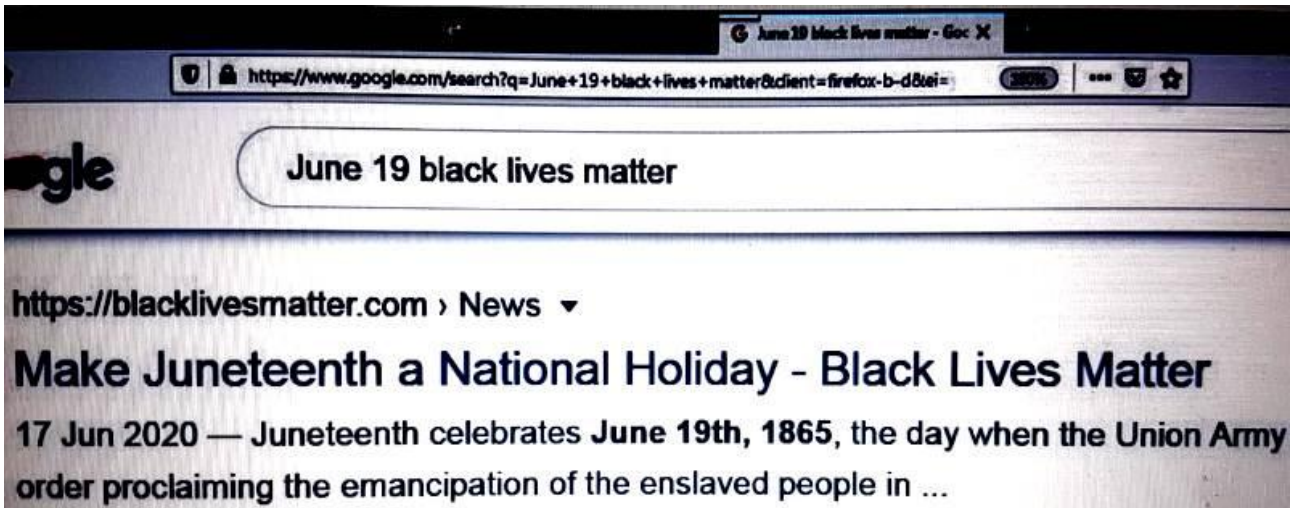 June 19 black lives matter - Goo
https://www.google.com/search?q=June+19+black+lives+matter&client=firefox-b-d&ei=
gle
June 19 black lives matter
https://blacklivesmatter.com › News
Make Juneteenth a National Holiday - Black Lives Matter
17 Jun 2020 — Juneteenth celebrates June 19th, 1865, the day when the Union Army
order proclaiming the emancipation of the enslaved people in ...